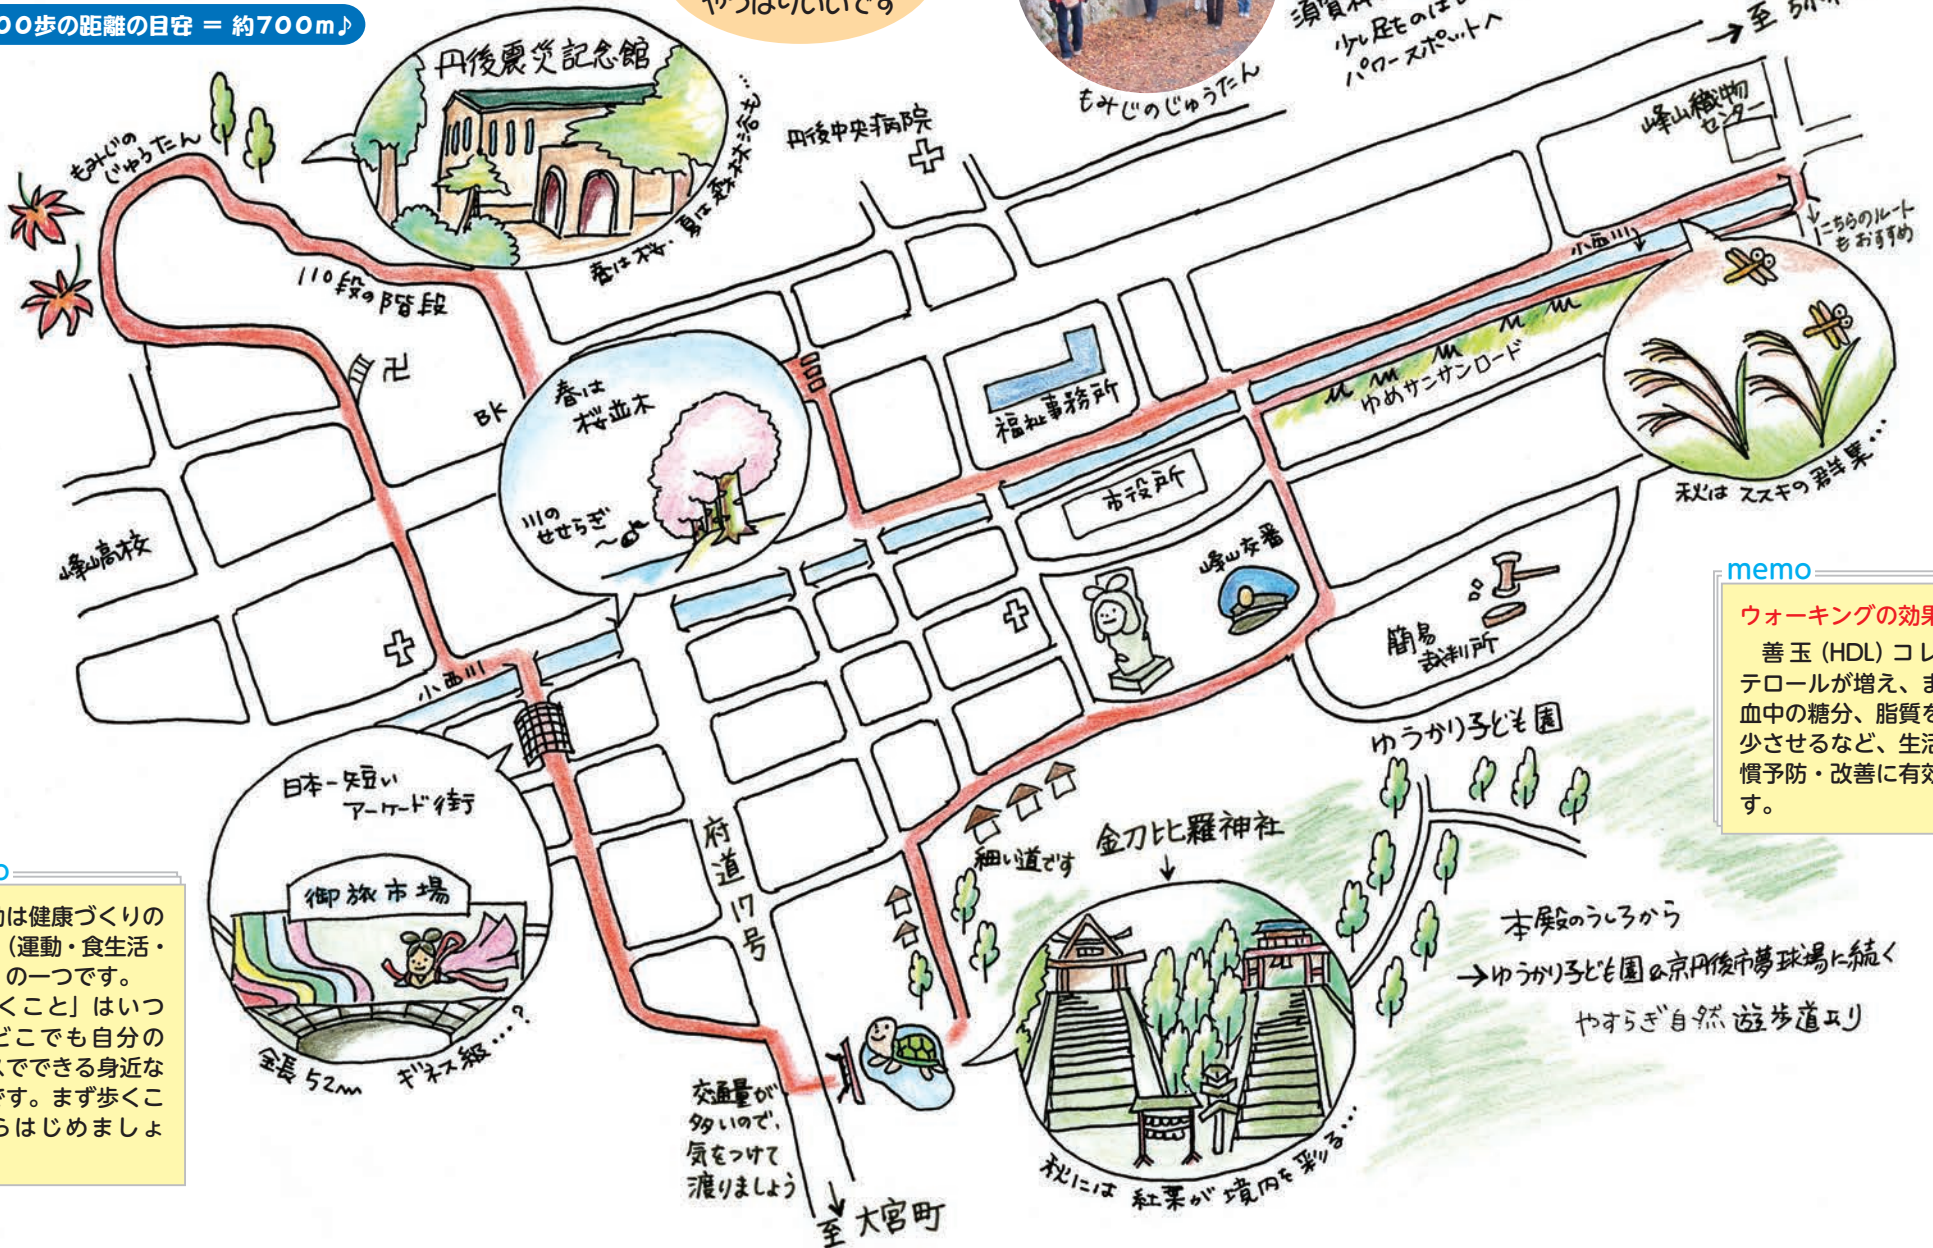 00歩の距離の目安 = 約700m♪
やっぱりいいです
少し足をのばし
パワースポットへ
もみじのじゅうたん
丹後震災記念館
春は桜、夏は森林浴も…
もみじの
じゅうたん
110段の階段
丹後中央病院
峰山織物
センター
こちらのルート
もおすすめ
小西川
ゆめサンサンロード
秋は ススキの群集…
福祉事務所
市役所
峰山交番
簡易
裁判所
卍
BK
春は
桜並木
川の
せせらぎ
～♪
峰山高校
小西川
日本一短い
アーケード街
御旅市場
全長 52m
ギネス級…?
府道17号
細い道です
金刀比羅神社
ゆうかり子ども園
本殿のうしろから
→ゆうかり子ども園&京丹後市夢球場に続く
やすらぎ自然遊歩道あり
秋には 紅葉が 境内を 彩る…
交通量が
多いので、
気をつけて
渡りましょう
至 大宮町
memo
ウォーキングの効果
善玉(HDL)コレ
テロールが増え、ま
血中の糖分、脂質を
少させるなど、生活
慣予防・改善に有効
す。
は健康づくりの
(運動・食生活・
の一つです。
くこと」はいつ
どこでも自分の
スでできる身近な
です。まず歩くこ
らはじめましょ